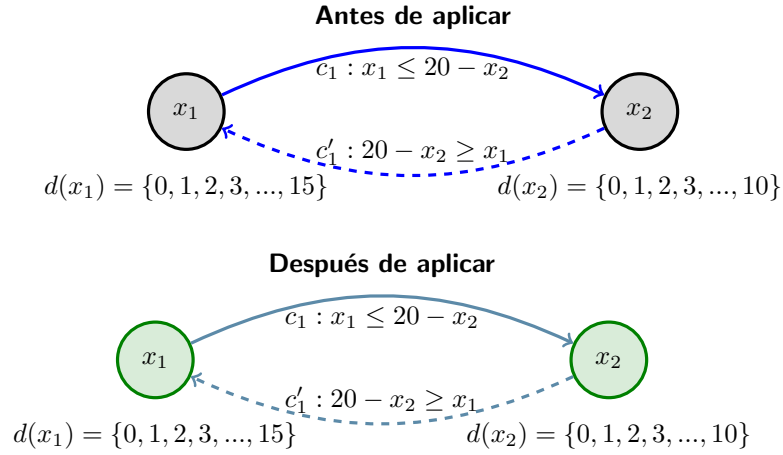 Antes de aplicar
c₁ : x₁ ≤ 20 − x₂
x₁
x₂
c′₁ : 20 − x₂ ≥ x₁
d(x₁) = {0, 1, 2, 3, ..., 15}
d(x₂) = {0, 1, 2, 3, ..., 10}
Después de aplicar
c₁ : x₁ ≤ 20 − x₂
x₁
x₂
c′₁ : 20 − x₂ ≥ x₁
d(x₁) = {0, 1, 2, 3, ..., 15}
d(x₂) = {0, 1, 2, 3, ..., 10}